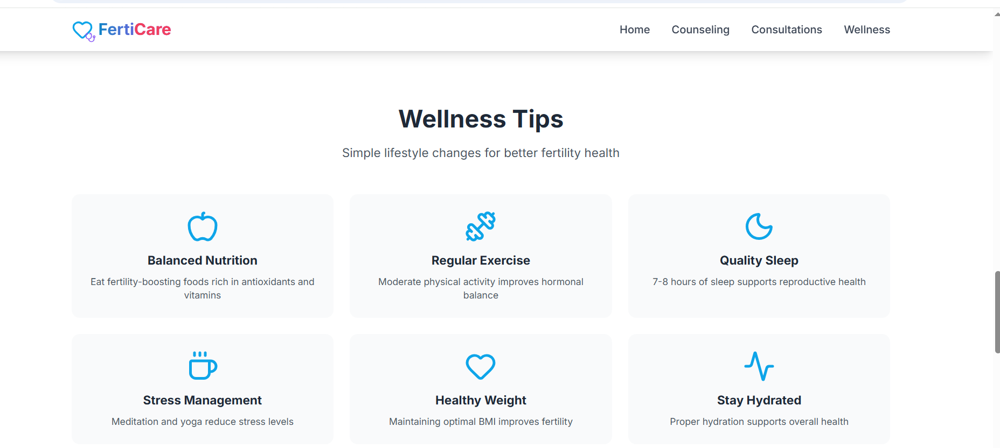 FertiCare
Home Counseling Consultations Wellness
Wellness Tips
Simple lifestyle changes for better fertility health
Balanced Nutrition
Eat fertility-boosting foods rich in antioxidants and
vitamins
Regular Exercise
Moderate physical activity improves hormonal
balance
Quality Sleep
7-8 hours of sleep supports reproductive health
Stress Management
Meditation and yoga reduce stress levels
Healthy Weight
Maintaining optimal BMI improves fertility
Stay Hydrated
Proper hydration supports overall health